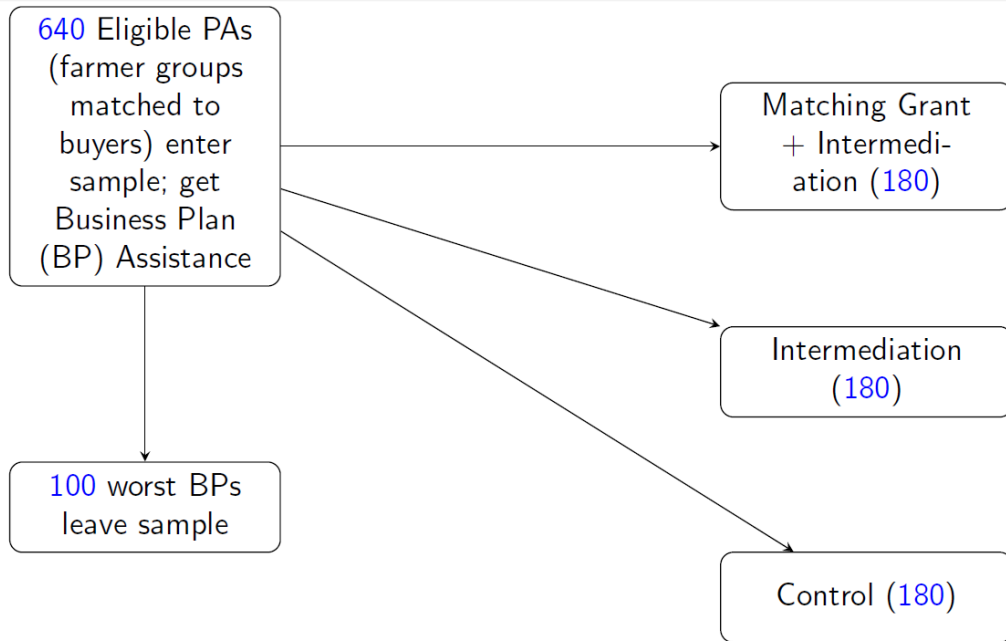 640 Eligible PAs
(farmer groups
matched to
buyers) enter
sample; get
Business Plan
(BP) Assistance
Matching Grant
+ Intermedi-
ation (180)
Intermediation
(180)
100 worst BPs
leave sample
Control (180)